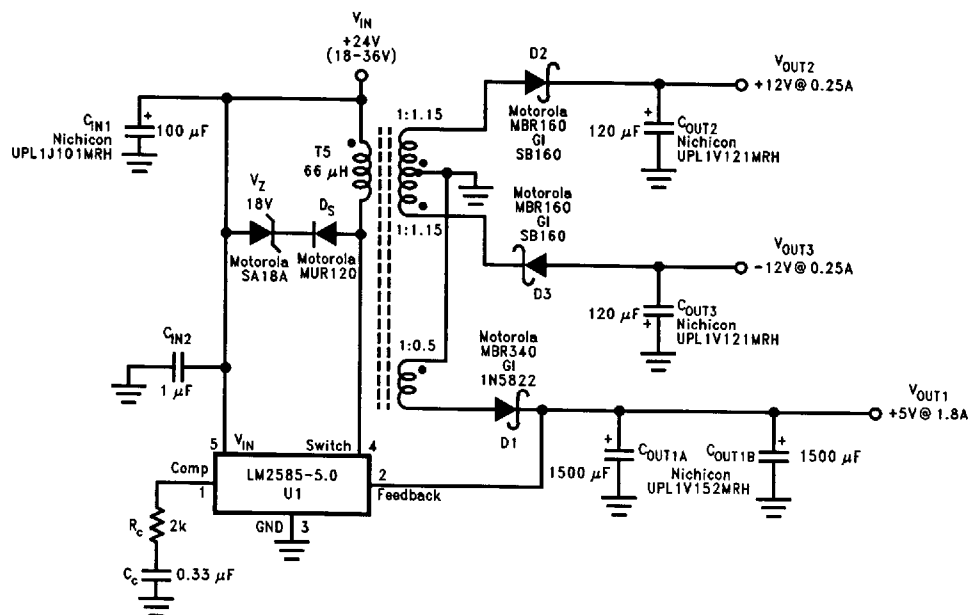 V_IN
+24V
(18-36V)
C_IN1
Nichicon
UPL1J101MRH
+
100 μF
T5
66 μH
1:1.15
1:1.15
D2
Motorola
MBR160
GI
SB160
V_OUT2
+12V @ 0.25A
120 μF
+
C_OUT2
Nichicon
UPL1V121MRH
V_Z
18V
Motorola
SA18A
D_S
Motorola
MUR120
Motorola
MBR160
GI
SB160
D3
V_OUT3
-12V @ 0.25A
120 μF
+
C_OUT3
Nichicon
UPL1V121MRH
C_IN2
1 μF
1:0.5
Motorola
MBR340
GI
1N5822
D1
V_OUT1
+5V @ 1.8A
+
1500 μF
C_OUT1A
C_OUT1B
+
1500 μF
Nichicon
UPL1V152MRH
5
V_IN
Switch
4
Comp
1
LM2585-5.0
U1
2
Feedback
GND
3
R_c
2k
C_c
0.33 μF